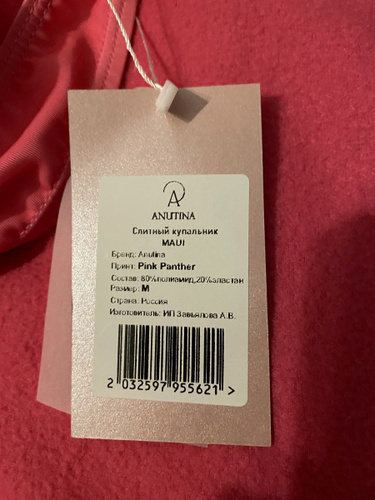 ANUTINA
Слитный купальник
MAUI
Бренд: Anutina
Принт: Pink Panther
Состав: 80%полиамид,20%эластан
Размер: M
Страна: Россия
Изготовитель: ИП Завьялова А.В.
2 032597 955621 >